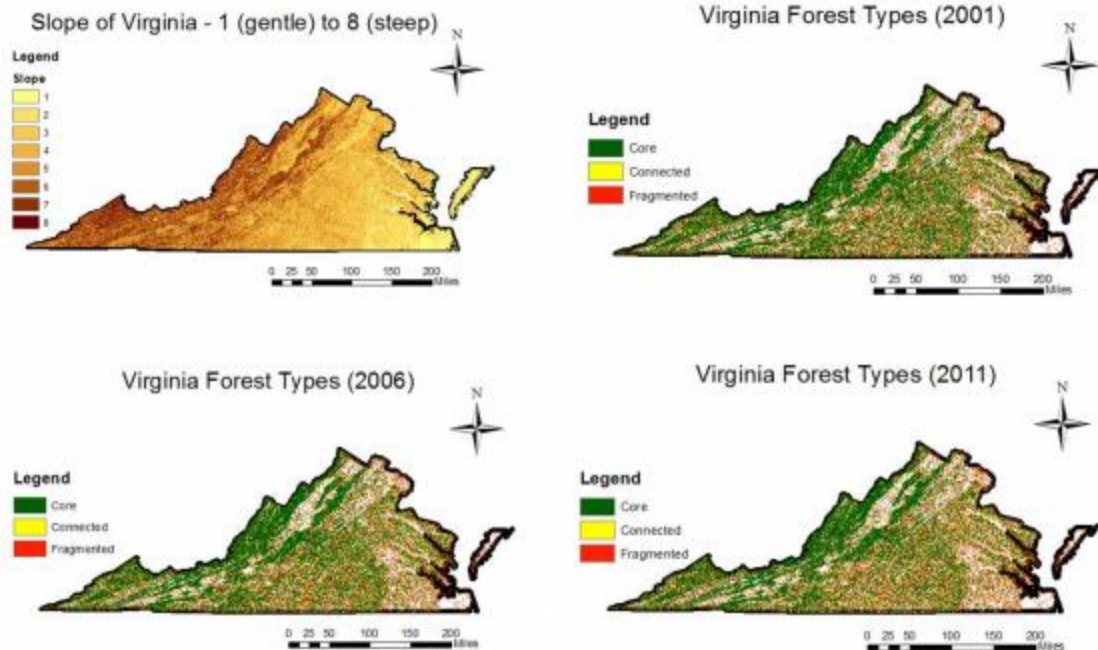 Slope of Virginia - 1 (gentle) to 8 (steep)
N
Legend
Slope
1
2
3
4
5
6
7
8
0 25 50 100 150 200
Miles
Virginia Forest Types (2001)
N
Legend
Core
Connected
Fragmented
0 25 50 100 150 200
Miles
Virginia Forest Types (2006)
N
Legend
Core
Connected
Fragmented
0 25 50 100 150 200
Miles
Virginia Forest Types (2011)
N
Legend
Core
Connected
Fragmented
0 25 50 100 150 200
Miles